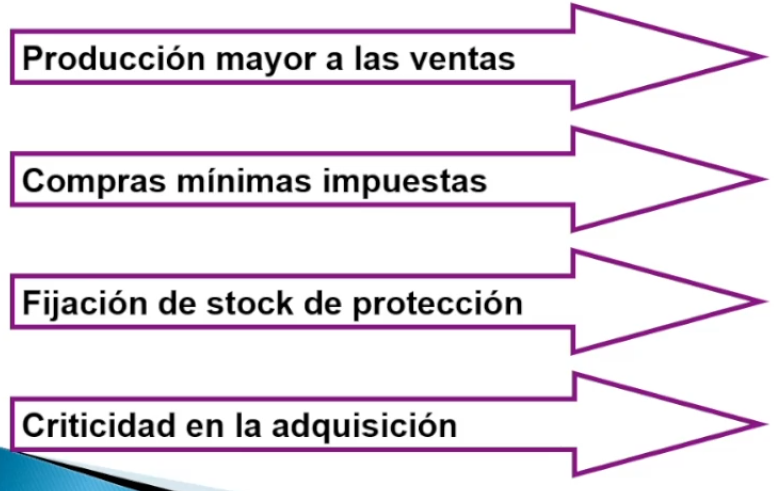 Producción mayor a las ventas
Compras mínimas impuestas
Fijación de stock de protección
Criticidad en la adquisición